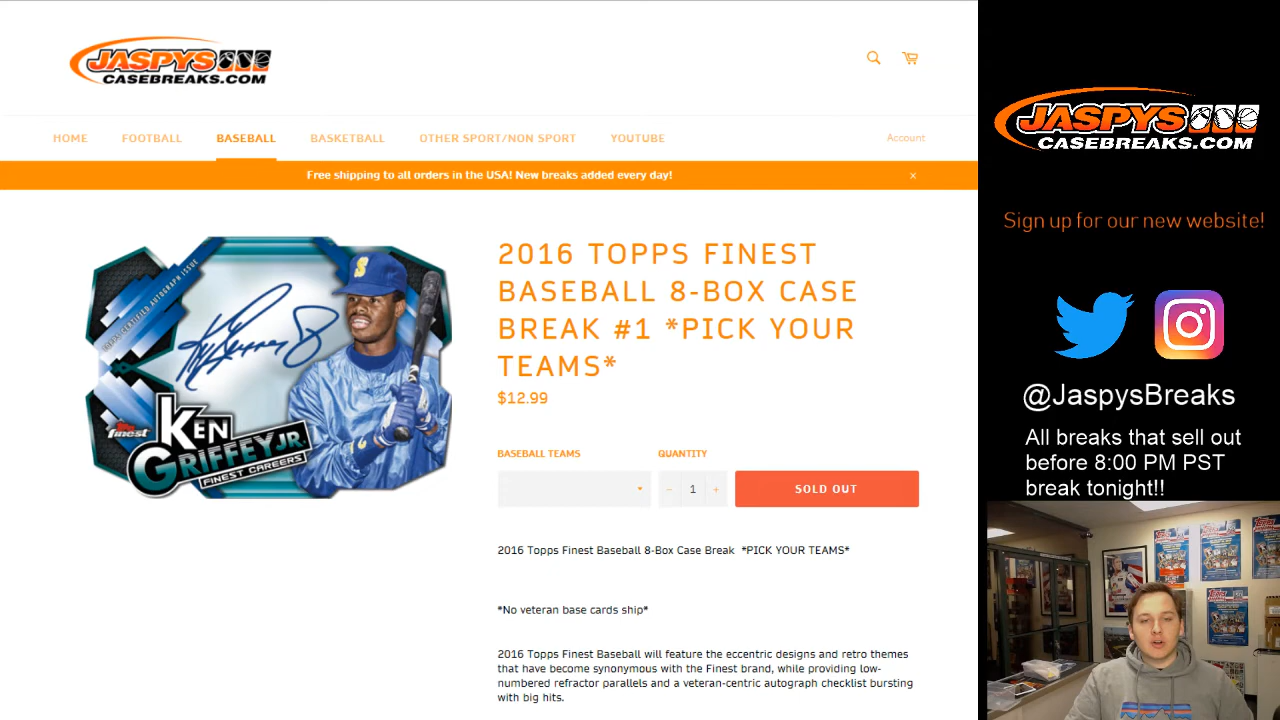 JASPYS
CASEBREAKS.COM
HOME
FOOTBALL
BASEBALL
BASKETBALL
OTHER SPORT/NON SPORT
YOUTUBE
Account
Free shipping to all orders in the USA! New breaks added every day!
×
TOPPS CERTIFIED AUTOGRAPH ISSUE
S
finest
KEN
GRIFFEY JR.
FINEST CAREERS
2016 TOPPS FINEST
BASEBALL 8-BOX CASE
BREAK #1 *PICK YOUR
TEAMS*
$12.99
BASEBALL TEAMS
QUANTITY
−
1
+
SOLD OUT
2016 Topps Finest Baseball 8-Box Case Break *PICK YOUR TEAMS*
*No veteran base cards ship*
2016 Topps Finest Baseball will feature the eccentric designs and retro themes
that have become synonymous with the Finest brand, while providing low-
numbered refractor parallels and a veteran-centric autograph checklist bursting
with big hits.
JASPYS
CASEBREAKS.COM
Sign up for our new website!
@JaspysBreaks
All breaks that sell out
before 8:00 PM PST
break tonight!!
topps
topps